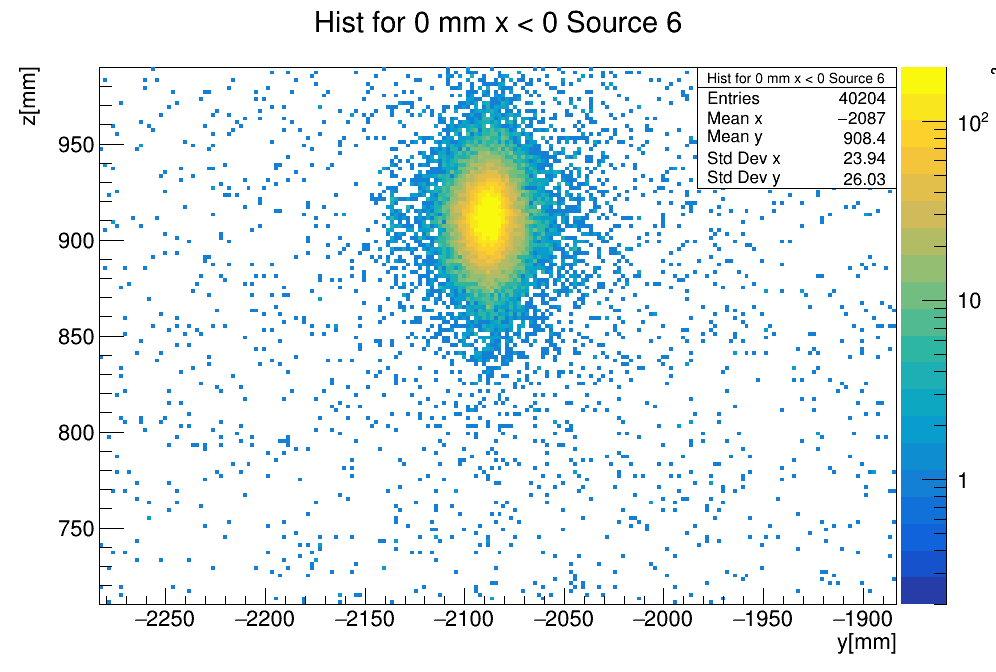 Hist for 0 mm x < 0 Source 6
z[mm]
950
900
850
800
750
Hist for 0 mm x < 0 Source 6
Entries 40204
Mean x −2087
Mean y 908.4
Std Dev x 23.94
Std Dev y 26.03
10²
10
1
−2250 −2200 −2150 −2100 −2050 −2000 −1950 −1900
y[mm]